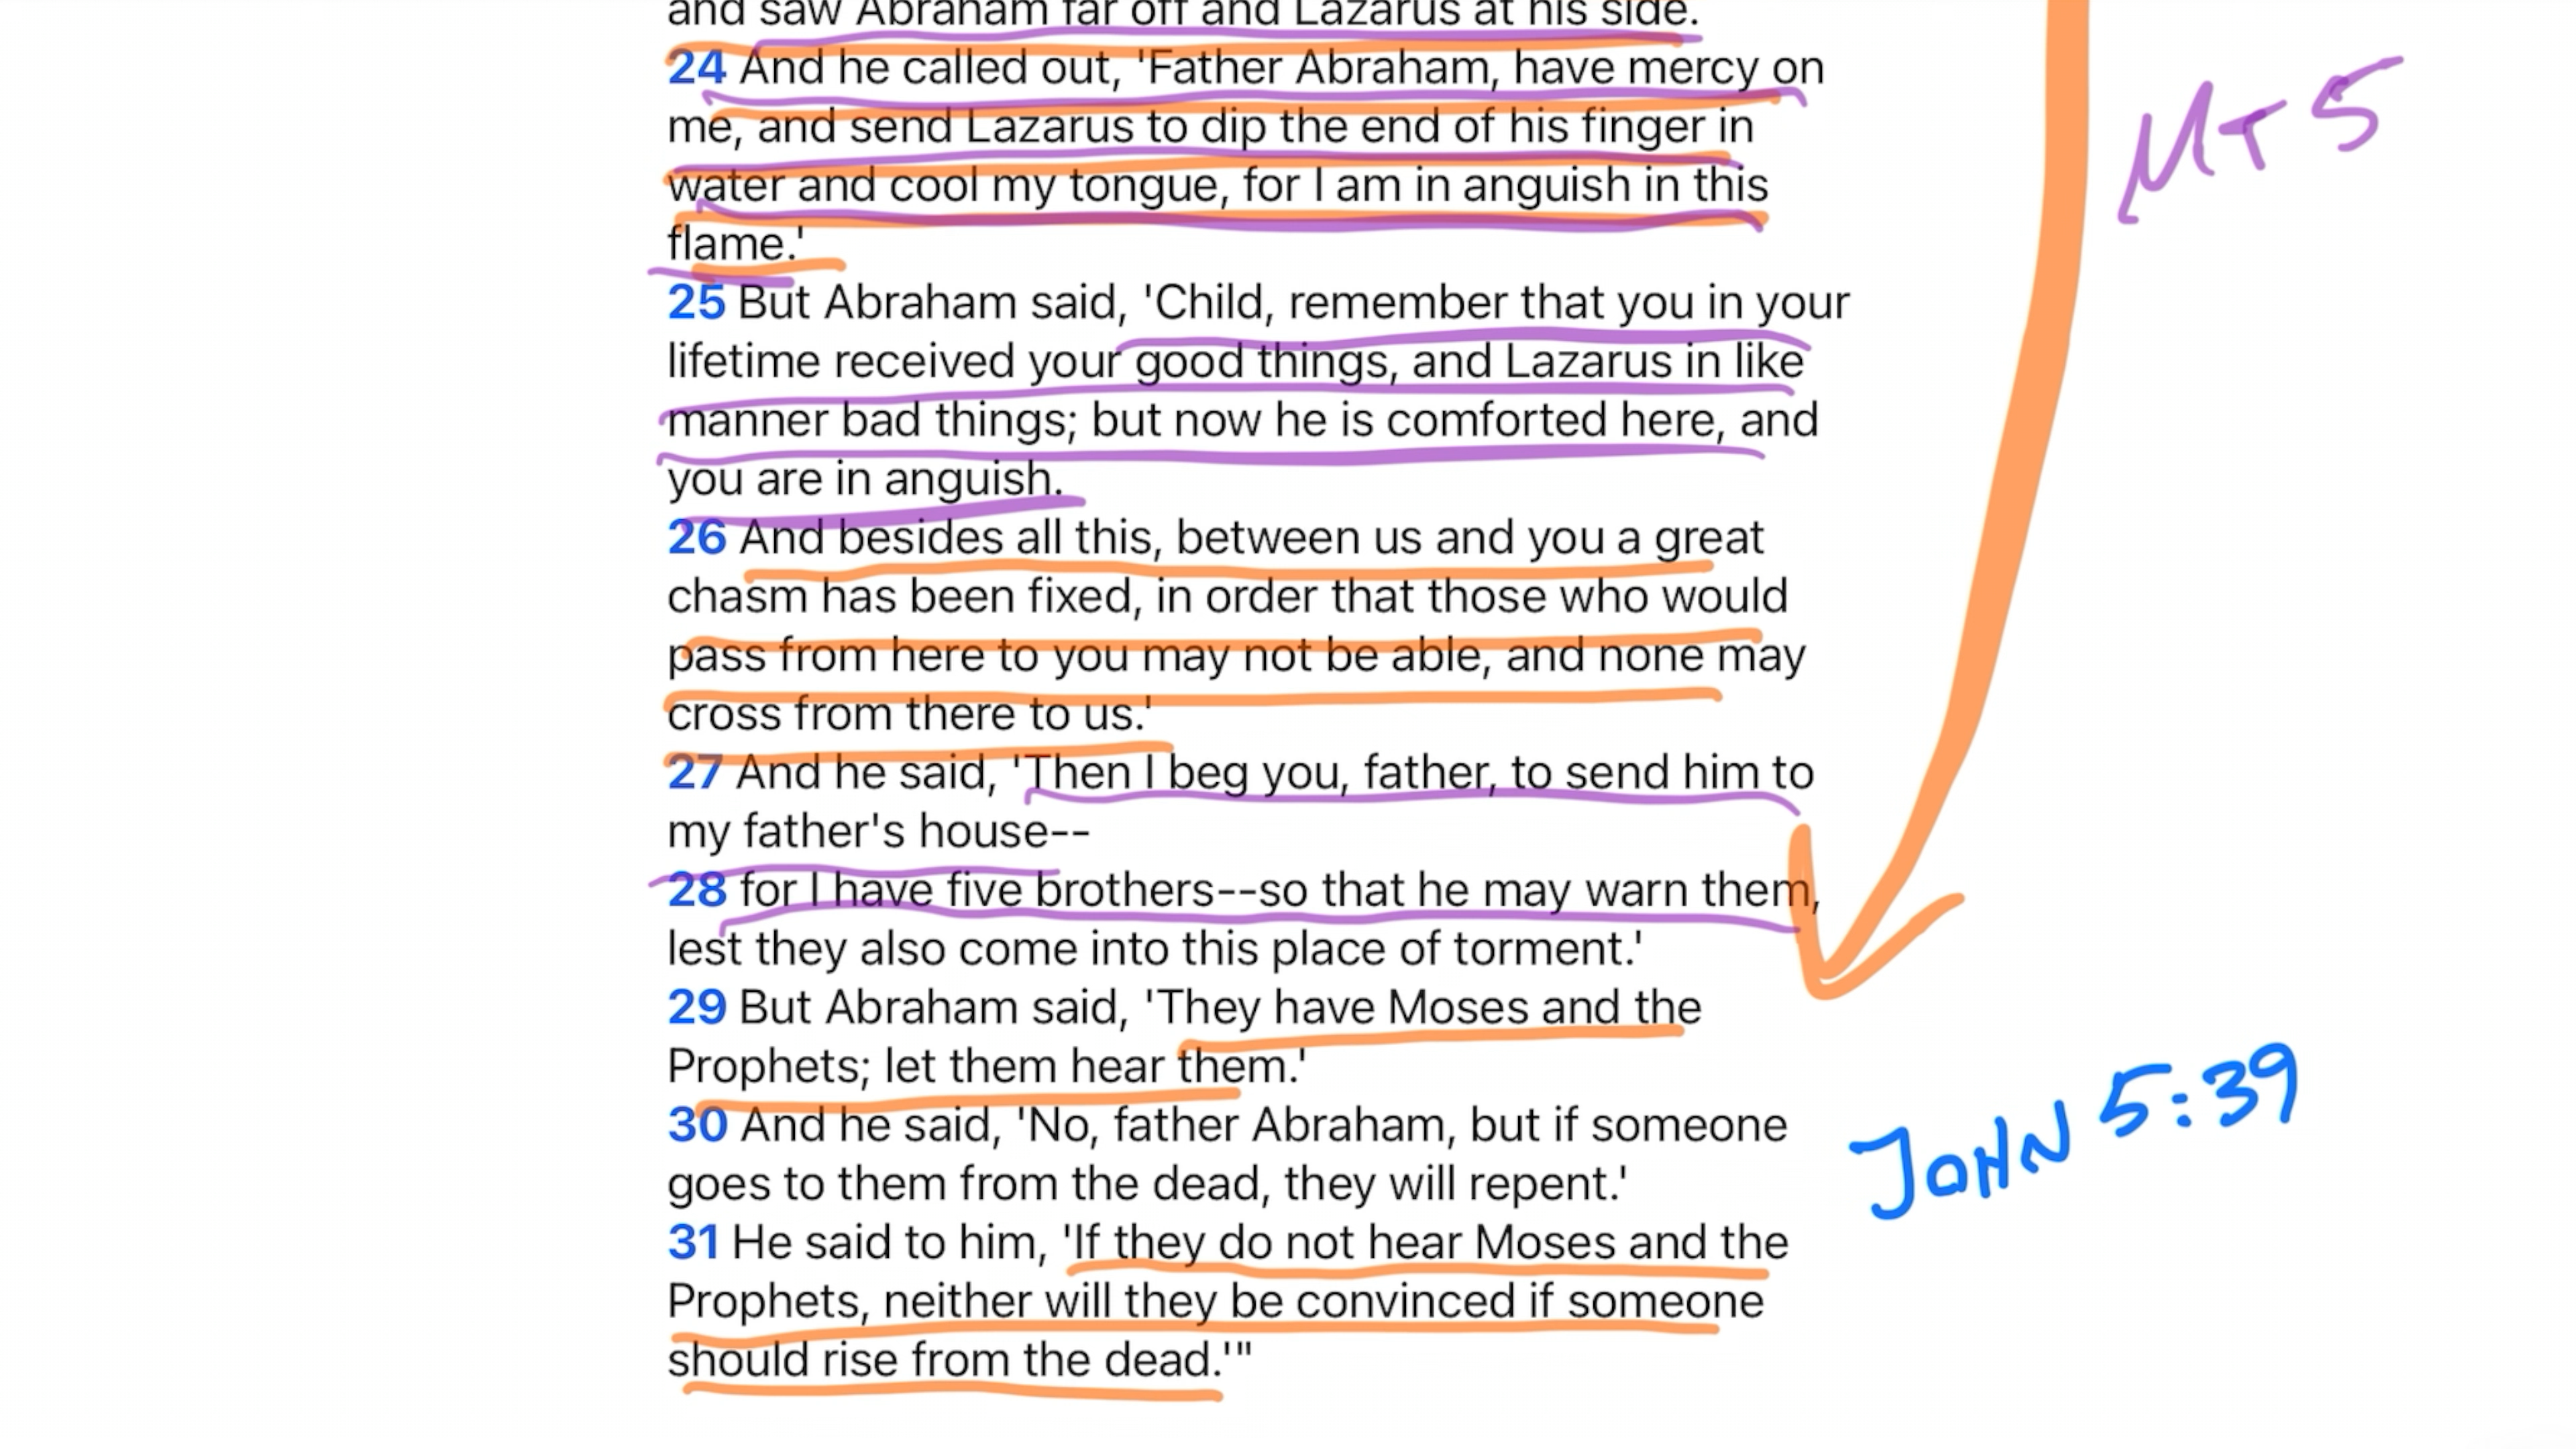 and saw Abraham far off and Lazarus at his side.
24 And he called out, 'Father Abraham, have mercy on
me, and send Lazarus to dip the end of his finger in
water and cool my tongue, for I am in anguish in this
flame.'
25 But Abraham said, 'Child, remember that you in your
lifetime received your good things, and Lazarus in like
manner bad things; but now he is comforted here, and
you are in anguish.
26 And besides all this, between us and you a great
chasm has been fixed, in order that those who would
pass from here to you may not be able, and none may
cross from there to us.'
27 And he said, 'Then I beg you, father, to send him to
my father's house--
28 for I have five brothers--so that he may warn them,
lest they also come into this place of torment.'
29 But Abraham said, 'They have Moses and the
Prophets; let them hear them.'
30 And he said, 'No, father Abraham, but if someone
goes to them from the dead, they will repent.'
31 He said to him, 'If they do not hear Moses and the
Prophets, neither will they be convinced if someone
should rise from the dead.'"
MT 5
JOHN 5:39